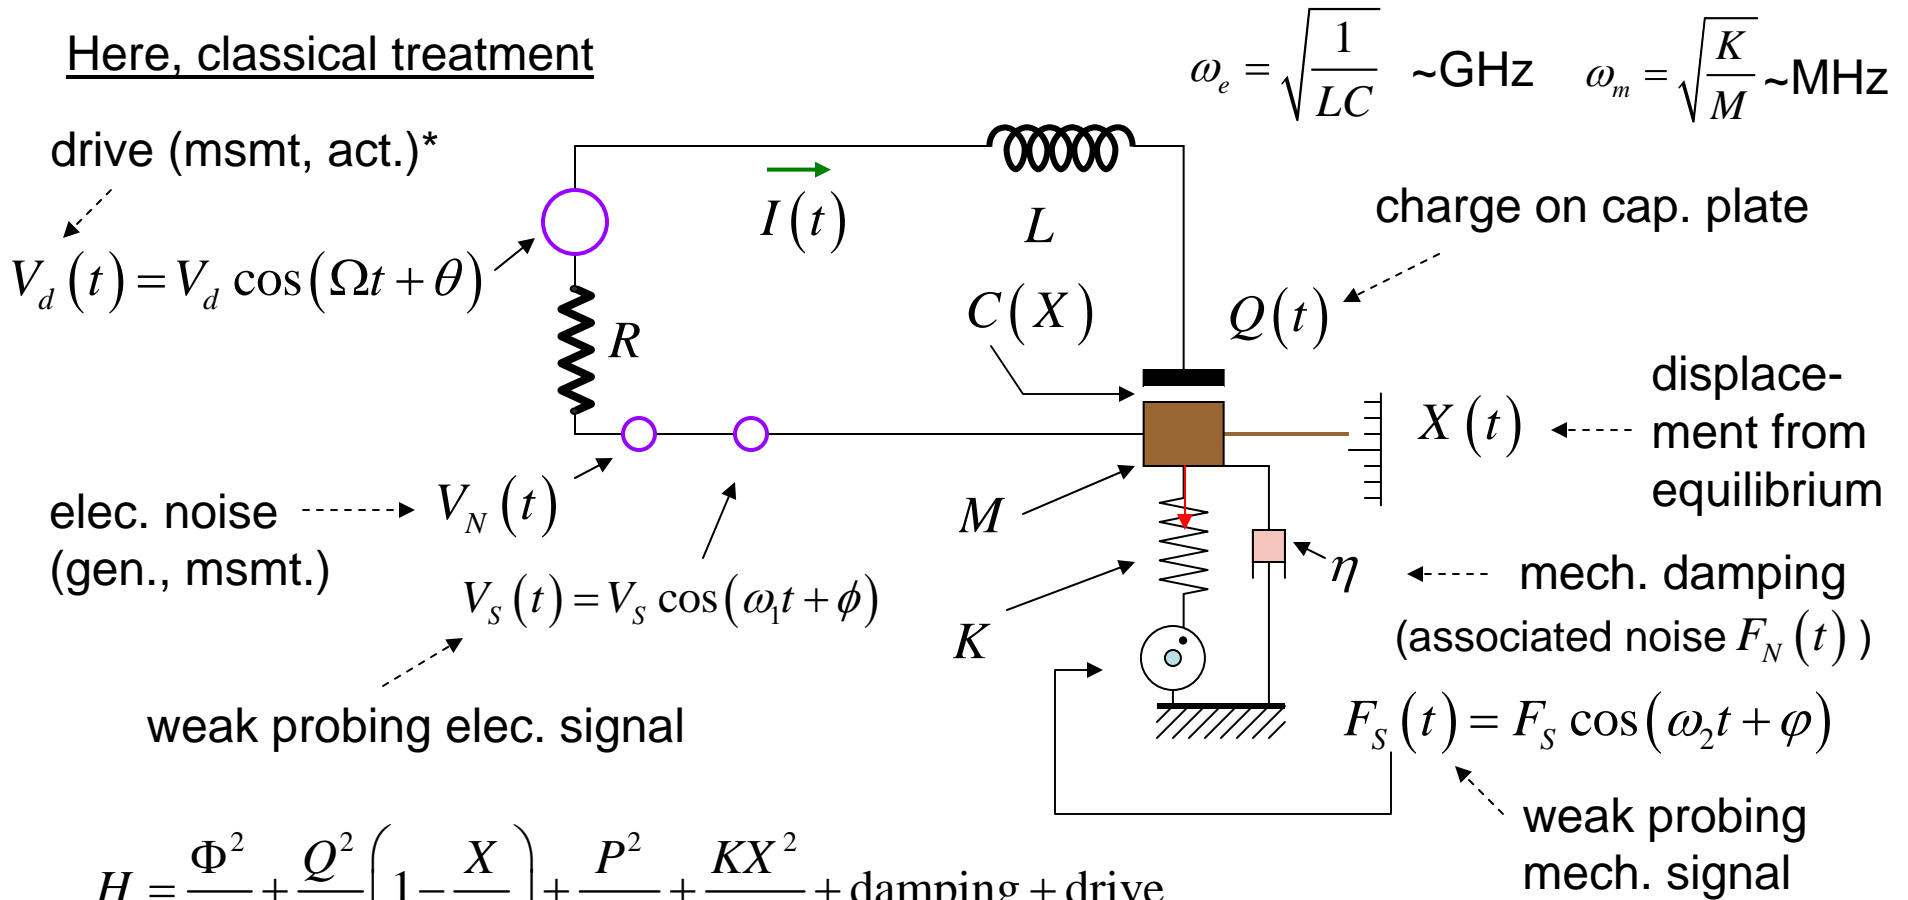 Here, classical treatment
ω_e = √(1/LC) ~GHz ω_m = √(K/M) ~MHz
drive (msmt, act.)*
V_d(t) = V_d cos(Ωt + θ)
I(t)
L
charge on cap. plate
C(X)
Q(t)
R
displace-
ment from
equilibrium
X(t)
elec. noise
(gen., msmt.)
V_N(t)
M
V_S(t) = V_S cos(ω_1 t + ϕ)
η
mech. damping
(associated noise F_N(t) )
K
weak probing elec. signal
F_S(t) = F_S cos(ω_2 t + φ)
weak probing
mech. signal
H = Φ² + Q² (1 − X) + P² + KX² + damping + drive